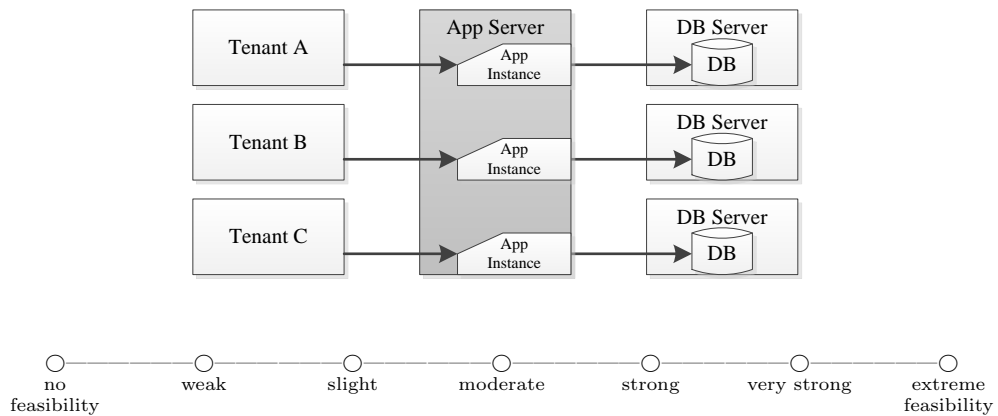 App Server
Tenant A
App
Instance
DB Server
DB
Tenant B
App
Instance
DB Server
DB
Tenant C
App
Instance
DB Server
DB
no
feasibility
weak
slight
moderate
strong
very strong
extreme
feasibility